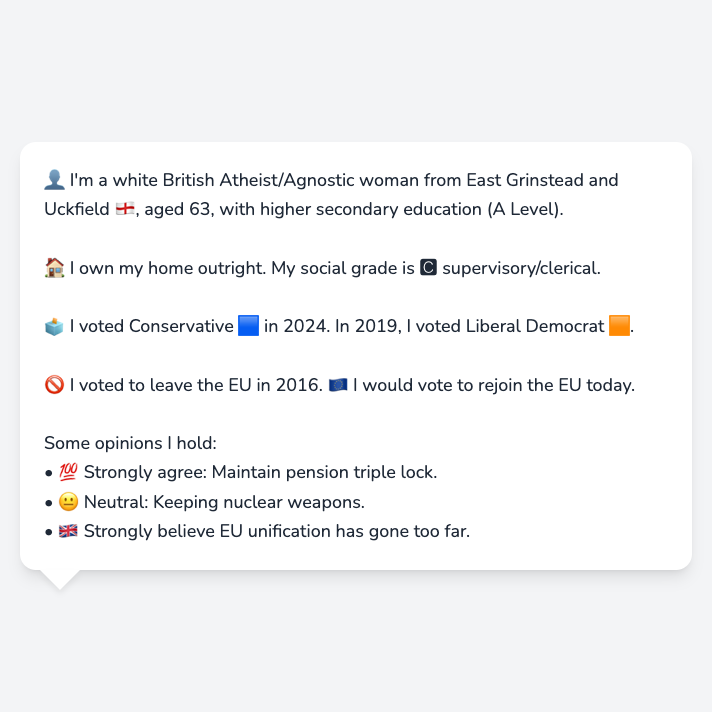 👤 I'm a white British Atheist/Agnostic woman from East Grinstead and
Uckfield 🏴󠁧󠁢󠁥󠁮󠁧󠁿, aged 63, with higher secondary education (A Level).
🏠 I own my home outright. My social grade is 🅲 supervisory/clerical.
🗳️ I voted Conservative 🟦 in 2024. In 2019, I voted Liberal Democrat 🟧.
🚫 I voted to leave the EU in 2016. 🇪🇺 I would vote to rejoin the EU today.
Some opinions I hold:
• 💯 Strongly agree: Maintain pension triple lock.
• 😐 Neutral: Keeping nuclear weapons.
• 🇬🇧 Strongly believe EU unification has gone too far.